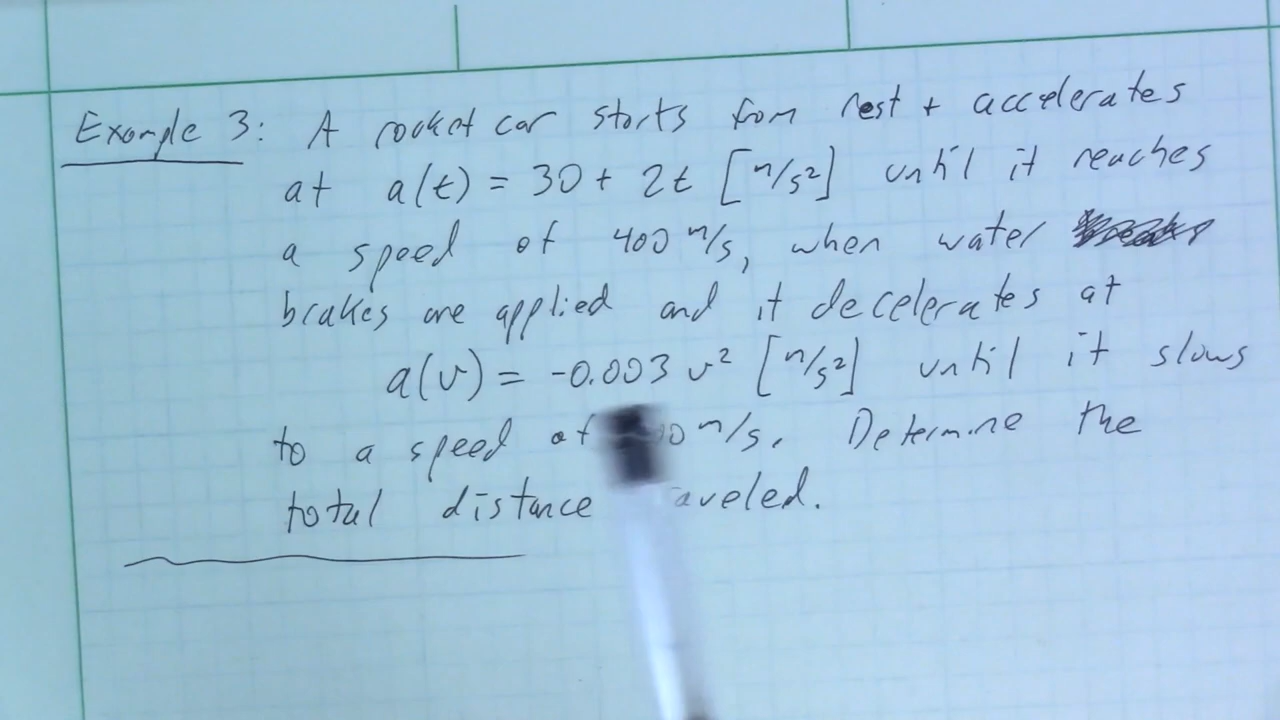 Example 3: A rocket car starts from rest + accelerates
at a(t) = 30 + 2t [m/s²] until it reaches
a speed of 400 m/s, when water
brakes are applied and it decelerates at
a(v) = -0.003 v² [m/s²] until it slows
to a speed of m/s. Determine the
total distance